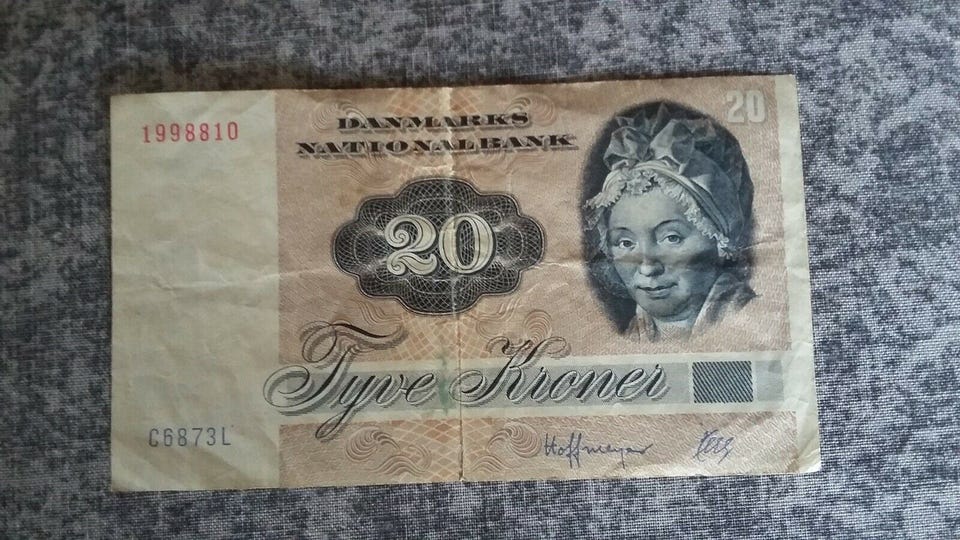 1998810
DANMARKS
NATIONALBANK
20
20
Tyve Kroner
C6873L
Hoffmeyer